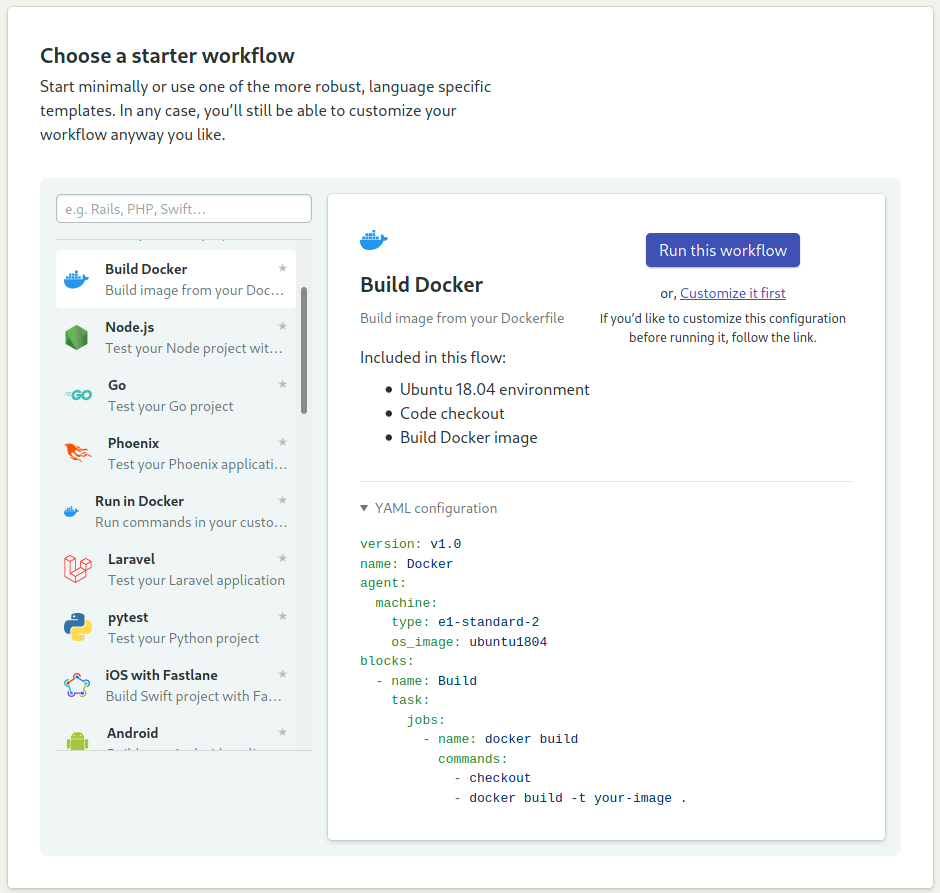 Choose a starter workflow
Start minimally or use one of the more robust, language specific
templates. In any case, you’ll still be able to customize your
workflow anyway you like.
e.g. Rails, PHP, Swift…
Build Docker ★
Build image from your Doc…
Node.js ★
Test your Node project wit…
GO
Go ★
Test your Go project
Phoenix ★
Test your Phoenix applicati…
Run in Docker ★
Run commands in your custo…
Laravel ★
Test your Laravel application
pytest ★
Test your Python project
iOS with Fastlane ★
Build Swift project with Fa…
Android ★
Build Docker
Build image from your Dockerfile
Run this workflow
or, Customize it first
If you’d like to customize this configuration
before running it, follow the link.
Included in this flow:
• Ubuntu 18.04 environment
• Code checkout
• Build Docker image
▼ YAML configuration
version: v1.0
name: Docker
agent:
  machine:
    type: e1-standard-2
    os_image: ubuntu1804
blocks:
  - name: Build
    task:
      jobs:
        - name: docker build
          commands:
            - checkout
            - docker build -t your-image .